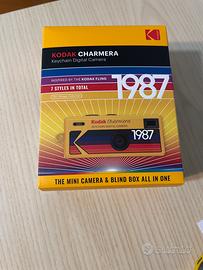 Kodak
KODAK CHARMERA
Keychain Digital Camera
INSPIRED BY THE KODAK FLING
7 STYLES IN TOTAL
1987
Kodak Charmera
KEYCHAIN DIGITAL CAMERA
1987
THE MINI CAMERA & BLIND BOX ALL IN ONE